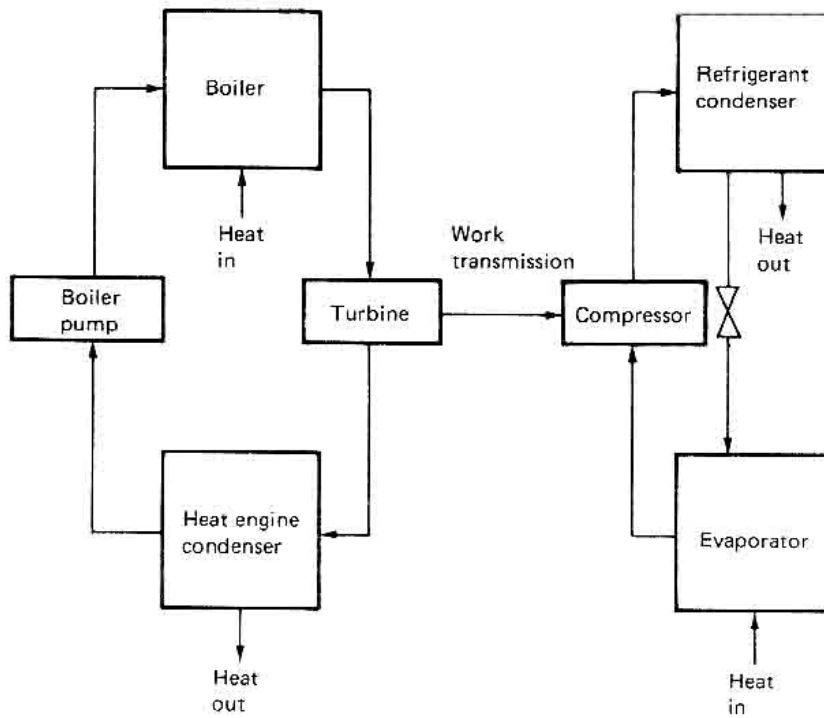 Boiler
Refrigerant
condenser
Heat
in
Work
transmission
Heat
out
Boiler
pump
Turbine
Compressor
Heat engine
condenser
Evaporator
Heat
out
Heat
in